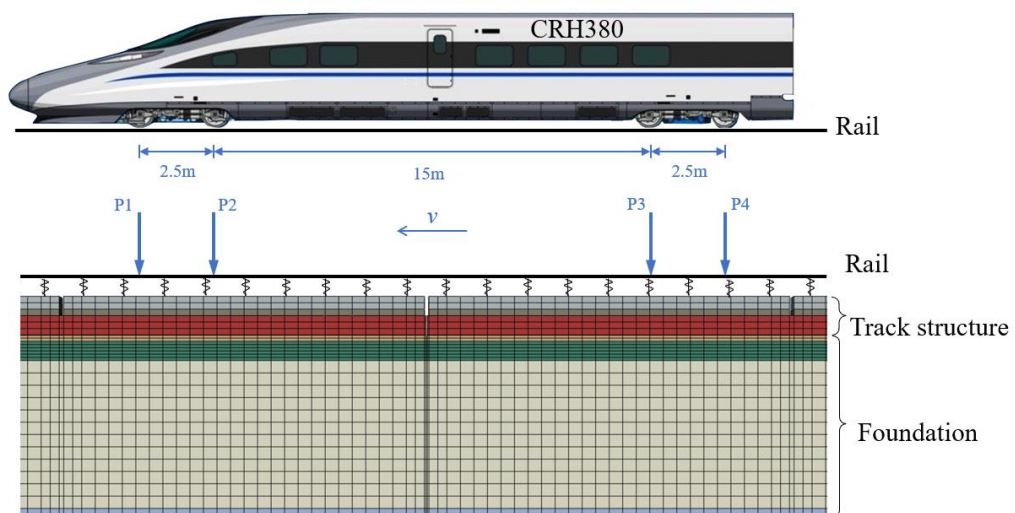 CRH380
Rail
2.5m
15m
2.5m
P1
P2
v
P3
P4
Rail
Track structure
Foundation